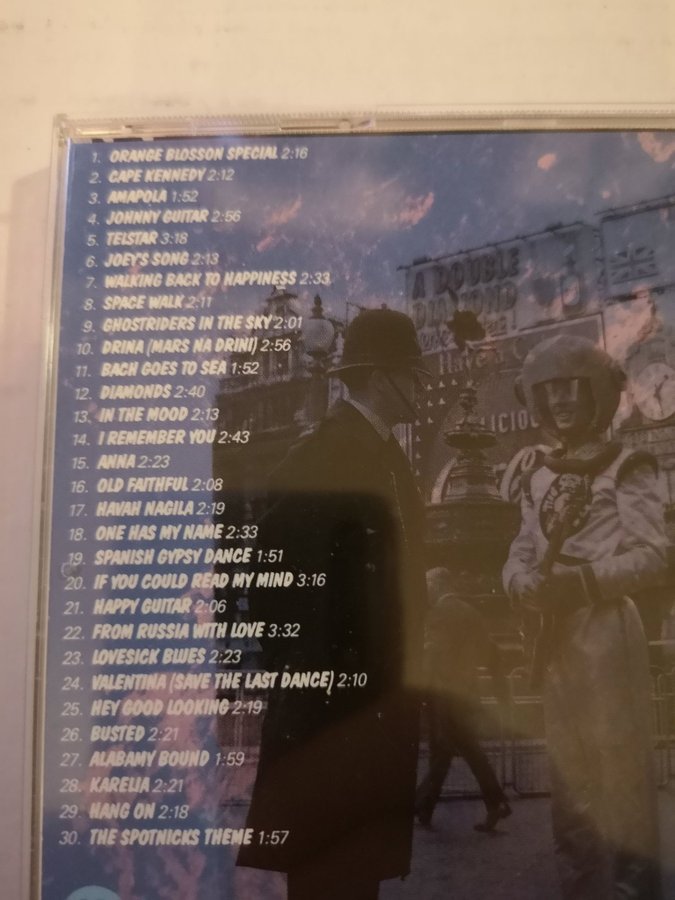 1. ORANGE BLOSSON SPECIAL 2:16
2. CAPE KENNEDY 2:12
3. AMAPOLA 1:52
4. JOHNNY GUITAR 2:56
5. TELSTAR 3:18
6. JOEY'S SONG 2:13
7. WALKING BACK TO HAPPINESS 2:33
8. SPACE WALK 2:11
9. GHOSTRIDERS IN THE SKY 2:01
10. DRINA (MARS NA DRINI) 2:56
11. BACH GOES TO SEA 1:52
12. DIAMONDS 2:40
13. IN THE MOOD 2:13
14. I REMEMBER YOU 2:43
15. ANNA 2:23
16. OLD FAITHFUL 2:08
17. HAVAH NAGILA 2:19
18. ONE HAS MY NAME 2:33
19. SPANISH GYPSY DANCE 1:51
20. IF YOU COULD READ MY MIND 3:16
21. HAPPY GUITAR 2:06
22. FROM RUSSIA WITH LOVE 3:32
23. LOVESICK BLUES 2:23
24. VALENTINA (SAVE THE LAST DANCE) 2:10
25. HEY GOOD LOOKING 2:19
26. BUSTED 2:21
27. ALABAMY BOUND 1:59
28. KARELIA 2:21
29. HANG ON 2:18
30. THE SPOTNICKS THEME 1:57
A DOUBLE
DIAMOND
Have a